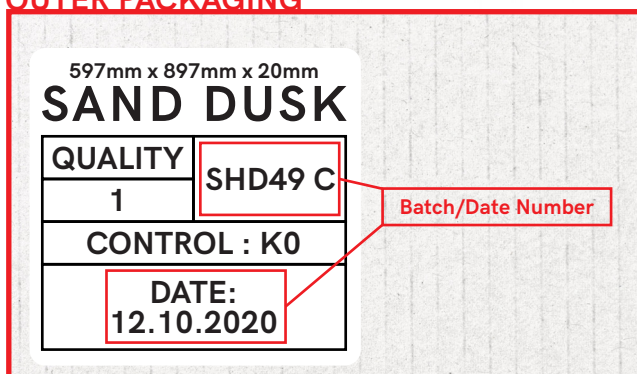 OUTER PACKAGING
597mm x 897mm x 20mm
SAND DUSK
QUALITY
1
SHD49 C
Batch/Date Number
CONTROL : K0
DATE:
12.10.2020